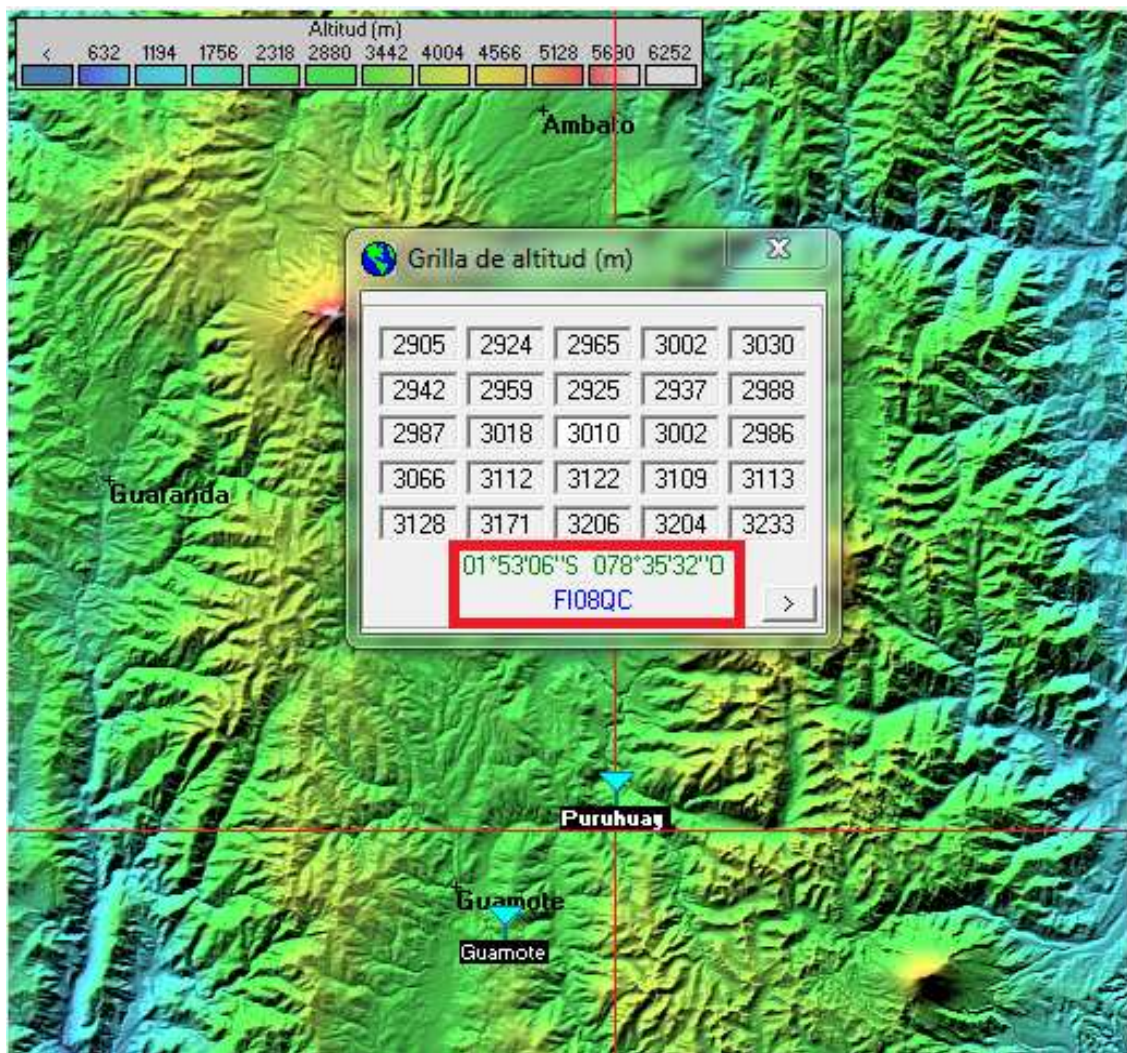 Altitud (m)
< 632 1194 1756 2318 2880 3442 4004 4566 5128 5690 6252
Ambato
Grilla de altitud (m)
2905 2924 2965 3002 3030
2942 2959 2925 2937 2988
2987 3018 3010 3002 2986
3066 3112 3122 3109 3113
3128 3171 3206 3204 3233
01°53'06''S 078°35'32''O
FI08QC
>
Guaranda
Puruhuay
Guamote
Guamote